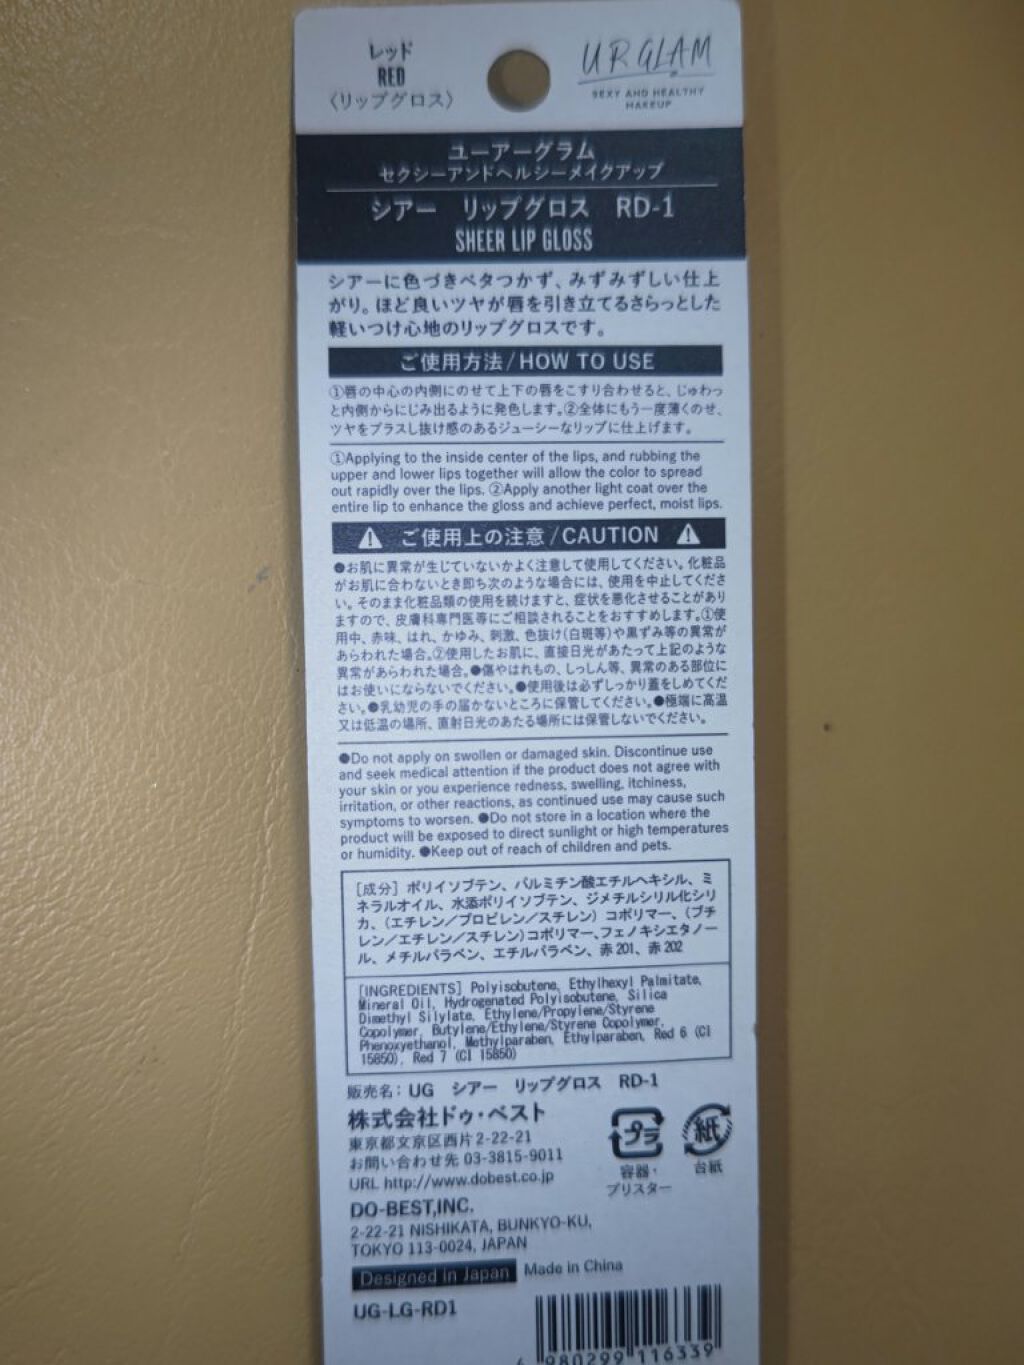 レッド
RED
〈リップグロス〉
UR GLAM
SEXY AND HEALTHY
MAKEUP
ユーアーグラム
セクシーアンドヘルシーメイクアップ
シアー　リップグロス　RD-1
SHEER LIP GLOSS
シアーに色づきベタつかず、みずみずしい仕上
がり。ほど良いツヤが唇を引き立てるさらっとした
軽いつけ心地のリップグロスです。
ご使用方法/HOW TO USE
①唇の中心の内側にのせて上下の唇をこすり合わせると、じゅわっ
と内側からにじみ出るように発色します。②全体にもう一度薄くのせ、
ツヤをプラスし抜け感のあるジューシーなリップに仕上げます。
①Applying to the inside center of the lips, and rubbing the
upper and lower lips together will allow the color to spread
out rapidly over the lips. ②Apply another light coat over the
entire lip to enhance the gloss and achieve perfect, moist lips.
ご使用上の注意/CAUTION
●お肌に異常が生じていないかよく注意して使用してください。化粧品
がお肌に合わないとき即ち次のような場合には、使用を中止してくださ
い。そのまま化粧品類の使用を続けますと、症状を悪化させることがあり
ますので、皮膚科専門医等にご相談されることをおすすめします。①使
用中、赤味、はれ、かゆみ、刺激、色抜け(白斑等)や黒ずみ等の異常が
あらわれた場合。②使用したお肌に、直接日光があたって上記のような
異常があらわれた場合。●傷やはれもの、しっしん等、異常のある部位に
はお使いにならないでください。●使用後は必ずしっかり蓋をしめてくだ
さい。●乳幼児の手の届かないところに保管してください。●極端に高温
又は低温の場所、直射日光のあたる場所には保管しないでください。
●Do not apply on swollen or damaged skin. Discontinue use
and seek medical attention if the product does not agree with
your skin or you experience redness, swelling, itchiness,
irritation, or other reactions, as continued use may cause such
symptoms to worsen. ●Do not store in a location where the
product will be exposed to direct sunlight or high temperatures
or humidity. ●Keep out of reach of children and pets.
[成分] ポリイソブテン、パルミチン酸エチルヘキシル、ミ
ネラルオイル、水添ポリイソブテン、ジメチルシリル化シリ
カ、(エチレン/プロピレン/スチレン) コポリマー、(ブチ
レン/エチレン/スチレン)コポリマー、フェノキシエタノー
ル、メチルパラベン、エチルパラベン、赤201、赤202
[INGREDIENTS] Polyisobutene, Ethylhexyl Palmitate,
Mineral Oil, Hydrogenated Polyisobutene, Silica
Dimethyl Silylate, Ethylene/Propylene/Styrene
Copolymer, Butylene/Ethylene/Styrene Copolymer,
Phenoxyethanol, Methylparaben, Ethylparaben, Red 6 (CI
15850), Red 7 (CI 15850)
販売名：UG　シアー　リップグロス　RD-1
株式会社ドゥ・ベスト
東京都文京区西片2-22-21
お問い合わせ先 03-3815-9011
URL http://www.dobest.co.jp
プラ
容器・
ブリスター
紙
台紙
DO-BEST,INC.
2-22-21 NISHIKATA, BUNKYO-KU,
TOKYO 113-0024, JAPAN
Designed in Japan Made in China
UG-LG-RD1
980299 116339